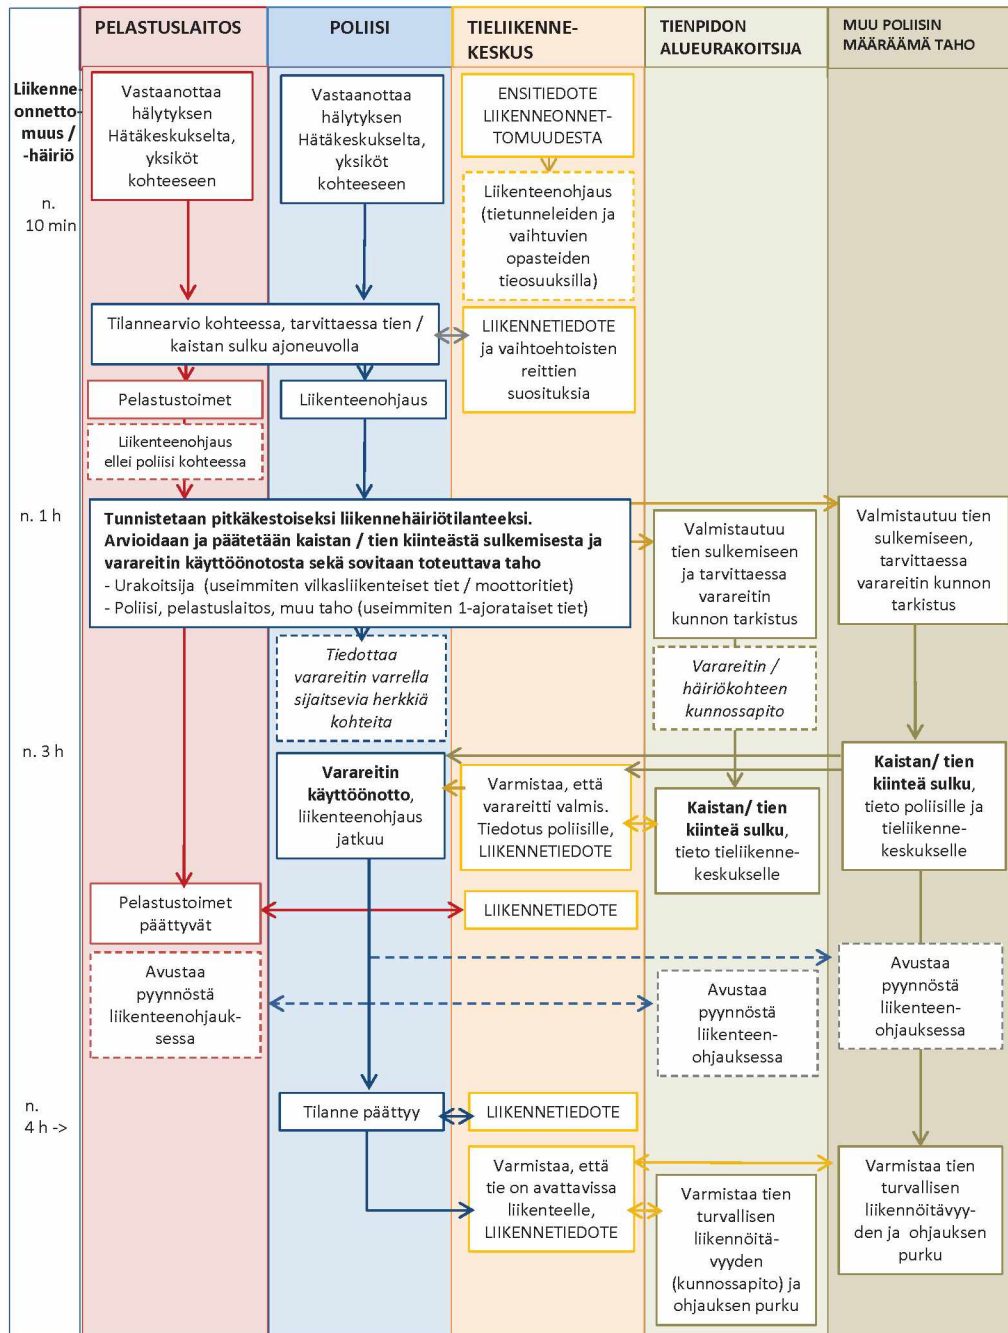 PELASTUSLAITOS
POLIISI
TIELIIKENNE-
KESKUS
TIENPIDON
ALUEURAKOITSIJA
MUU POLIISIN
MÄÄRÄÄMÄ TAHO
Liikenne-
onnetto-
muus /
-häiriö
n.
10 min
Vastaanottaa
hälytyksen
Hätäkeskukselta,
yksiköt
kohteeseen
Vastaanottaa
hälytyksen
Hätäkeskukselta,
yksiköt
kohteeseen
ENSITIEDOTE
LIIKENNEONNET-
TOMUUDESTA
Liikenteenohjaus
(tietunneleiden ja
vaihtuvien
opasteiden
tieosuuksilla)
Tilannearvio kohteessa, tarvittaessa tien /
kaistan sulku ajoneuvolla
LIIKENNETIEDOTE
ja vaihtoehtoisten
reittien
suosituksia
Pelastustoimet
Liikenteenohjaus
Liikenteenohjaus
ellei poliisi kohteessa
n. 1 h
Tunnistetaan pitkäkestoiseksi liikennehäiriötilanteeksi.
Arvioidaan ja päätetään kaistan / tien kiinteästä sulkemisesta ja
varareitin käyttöönotosta sekä sovitaan toteuttava taho
- Urakoitsija (useimmiten vilkasliikenteiset tiet / moottoritiet)
- Poliisi, pelastuslaitos, muu taho (useimmiten 1-ajorataiset tiet)
Valmistautuu
tien sulkemiseen
ja tarvittaessa
varareitin
kunnon tarkistus
Valmistautuu tien
sulkemiseen,
tarvittaessa
varareitin kunnon
tarkistus
Tiedottaa
varareitin varrella
sijaitsevia herkkiä
kohteita
Varareitin /
häiriökohteen
kunnossapito
n. 3 h
Varareitin
käyttöönotto,
liikenteenohjaus
jatkuu
Varmistaa, että
varareitti valmis.
Tiedotus poliisille,
LIIKENNETIEDOTE
Kaistan/ tien
kiinteä sulku,
tieto tieliikenne-
keskukselle
Kaistan/ tien
kiinteä sulku,
tieto poliisille ja
tieliikenne-
keskukselle
Pelastustoimet
päättyvät
LIIKENNETIEDOTE
Avustaa
pyynnöstä
liikenteenohjauk-
sessa
Avustaa
pyynnöstä
liikenteen-
ohjauksessa
Avustaa
pyynnöstä
liikenteen-
ohjauksessa
n.
4 h ->
Tilanne päättyy
LIIKENNETIEDOTE
Varmistaa, että
tie on avattavissa
liikenteelle,
LIIKENNETIEDOTE
Varmistaa tien
turvallisen
liikennöitä-
vyyden
(kunnossapito) ja
ohjauksen purku
Varmistaa tien
turvallisen
liikennöitävyy-
den ja ohjauksen
purku